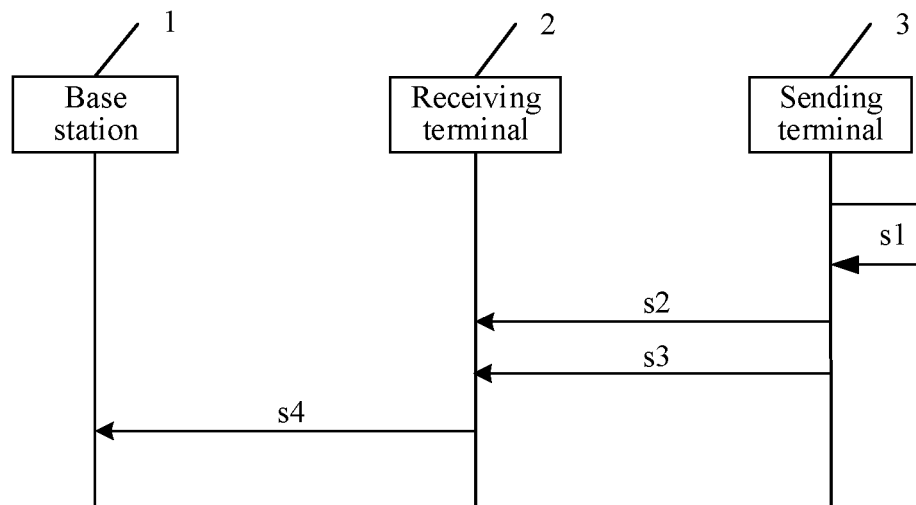 1
2
3
Base
station
Receiving
terminal
Sending
terminal
s1
s2
s3
s4